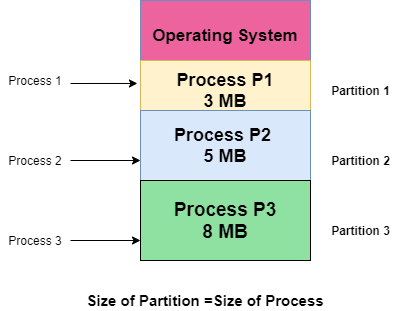 Operating System
Process 1
Process P1
3 MB
Partition 1
Process 2
Process P2
5 MB
Partition 2
Process 3
Process P3
8 MB
Partition 3
Size of Partition =Size of Process